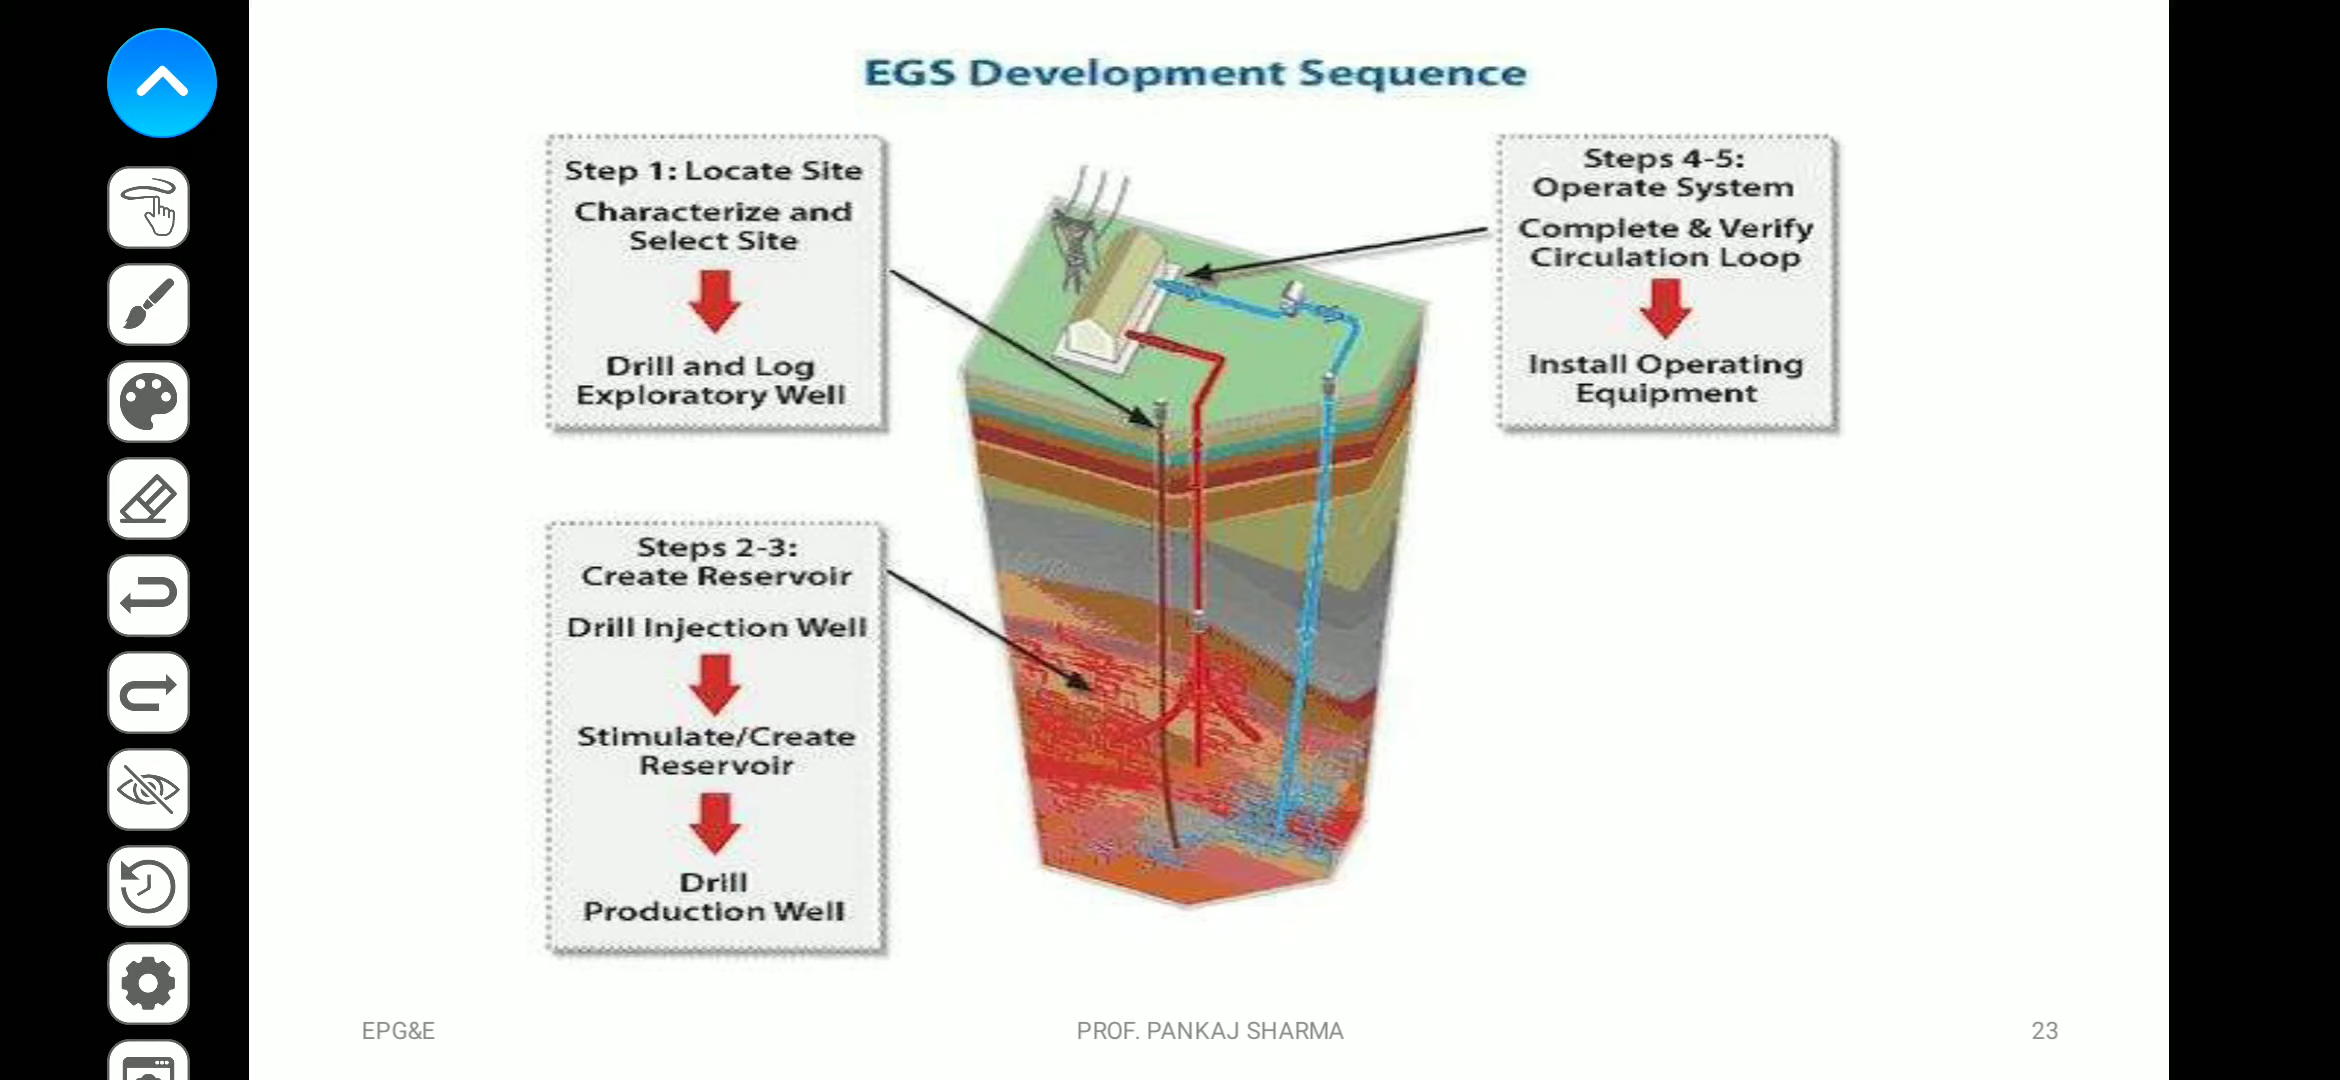 EGS Development Sequence
Step 1: Locate Site
Characterize and
Select Site
Drill and Log
Exploratory Well
Steps 2-3:
Create Reservoir
Drill Injection Well
Stimulate/Create
Reservoir
Drill
Production Well
Steps 4-5:
Operate System
Complete & Verify
Circulation Loop
Install Operating
Equipment
EPG&E
PROF. PANKAJ SHARMA
23